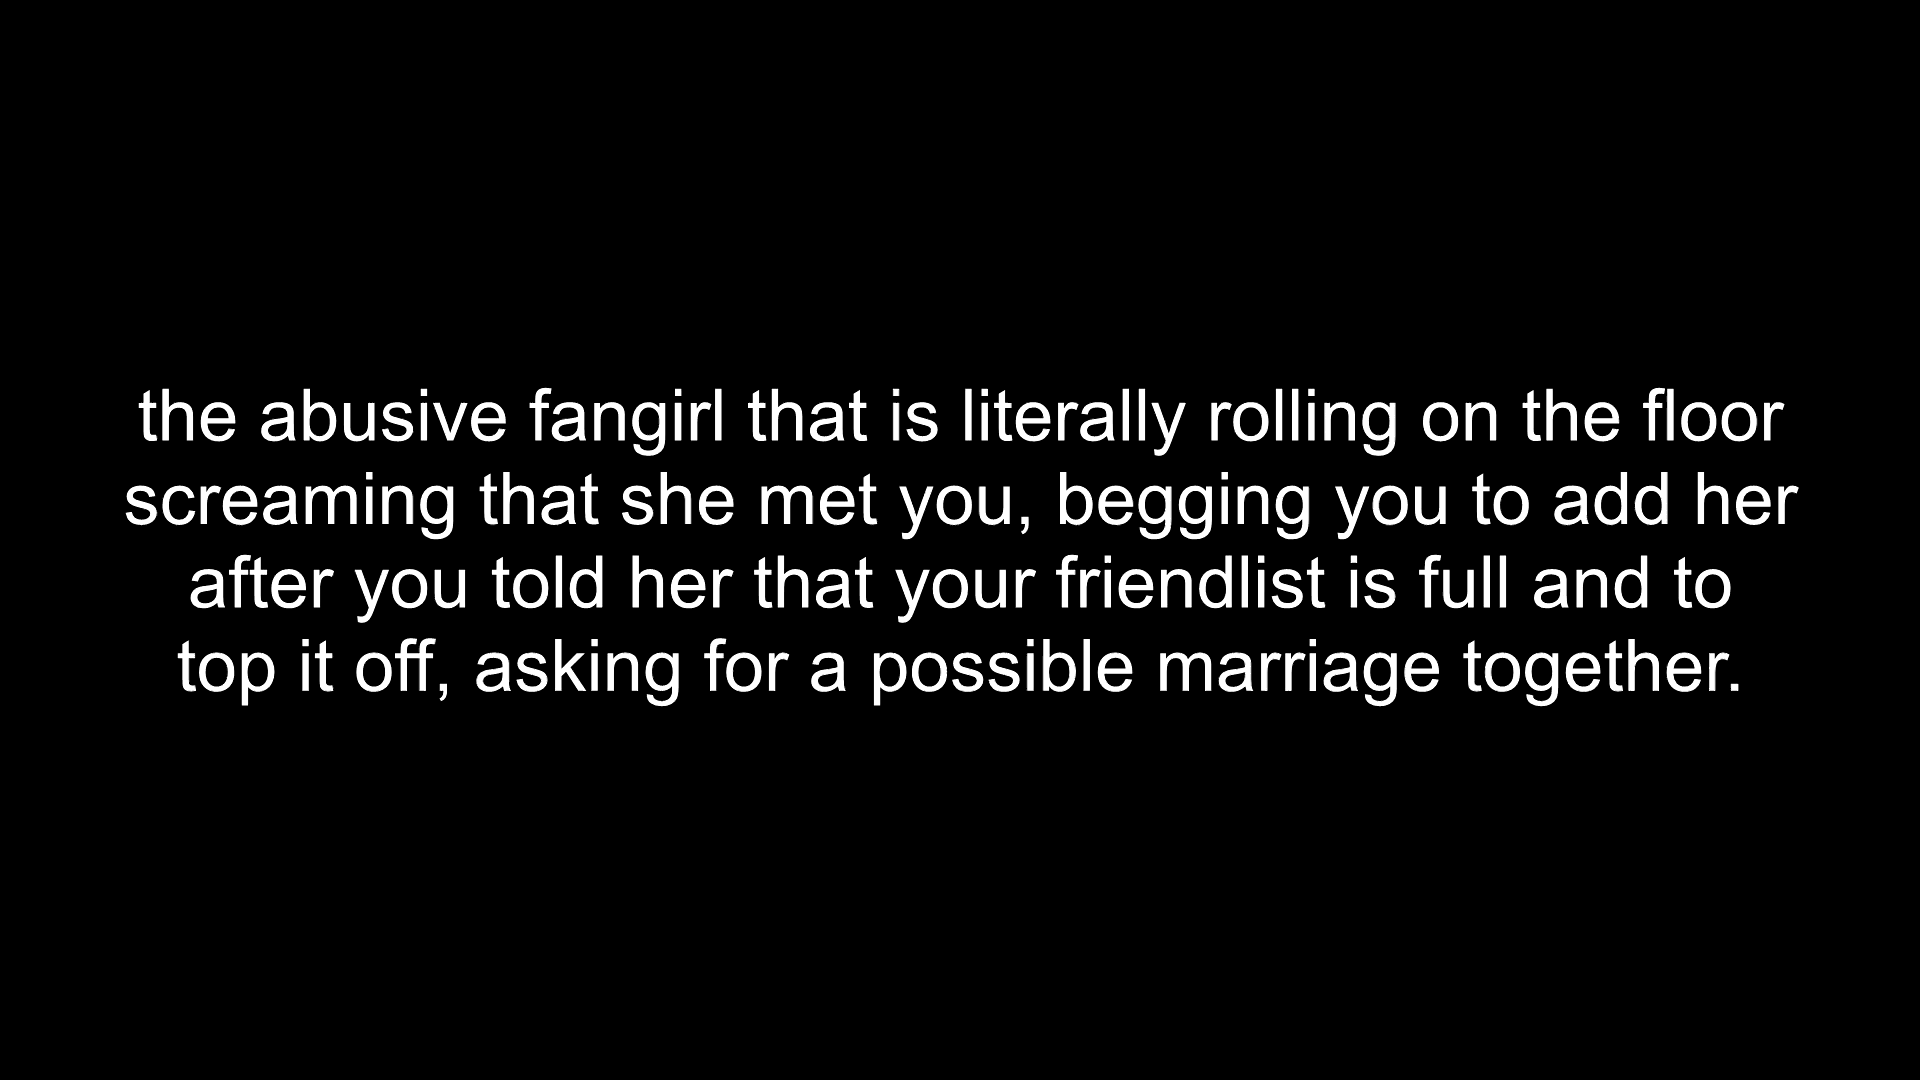 the abusive fangirl that is literally rolling on the floor
screaming that she met you, begging you to add her
after you told her that your friendlist is full and to
top it off, asking for a possible marriage together.